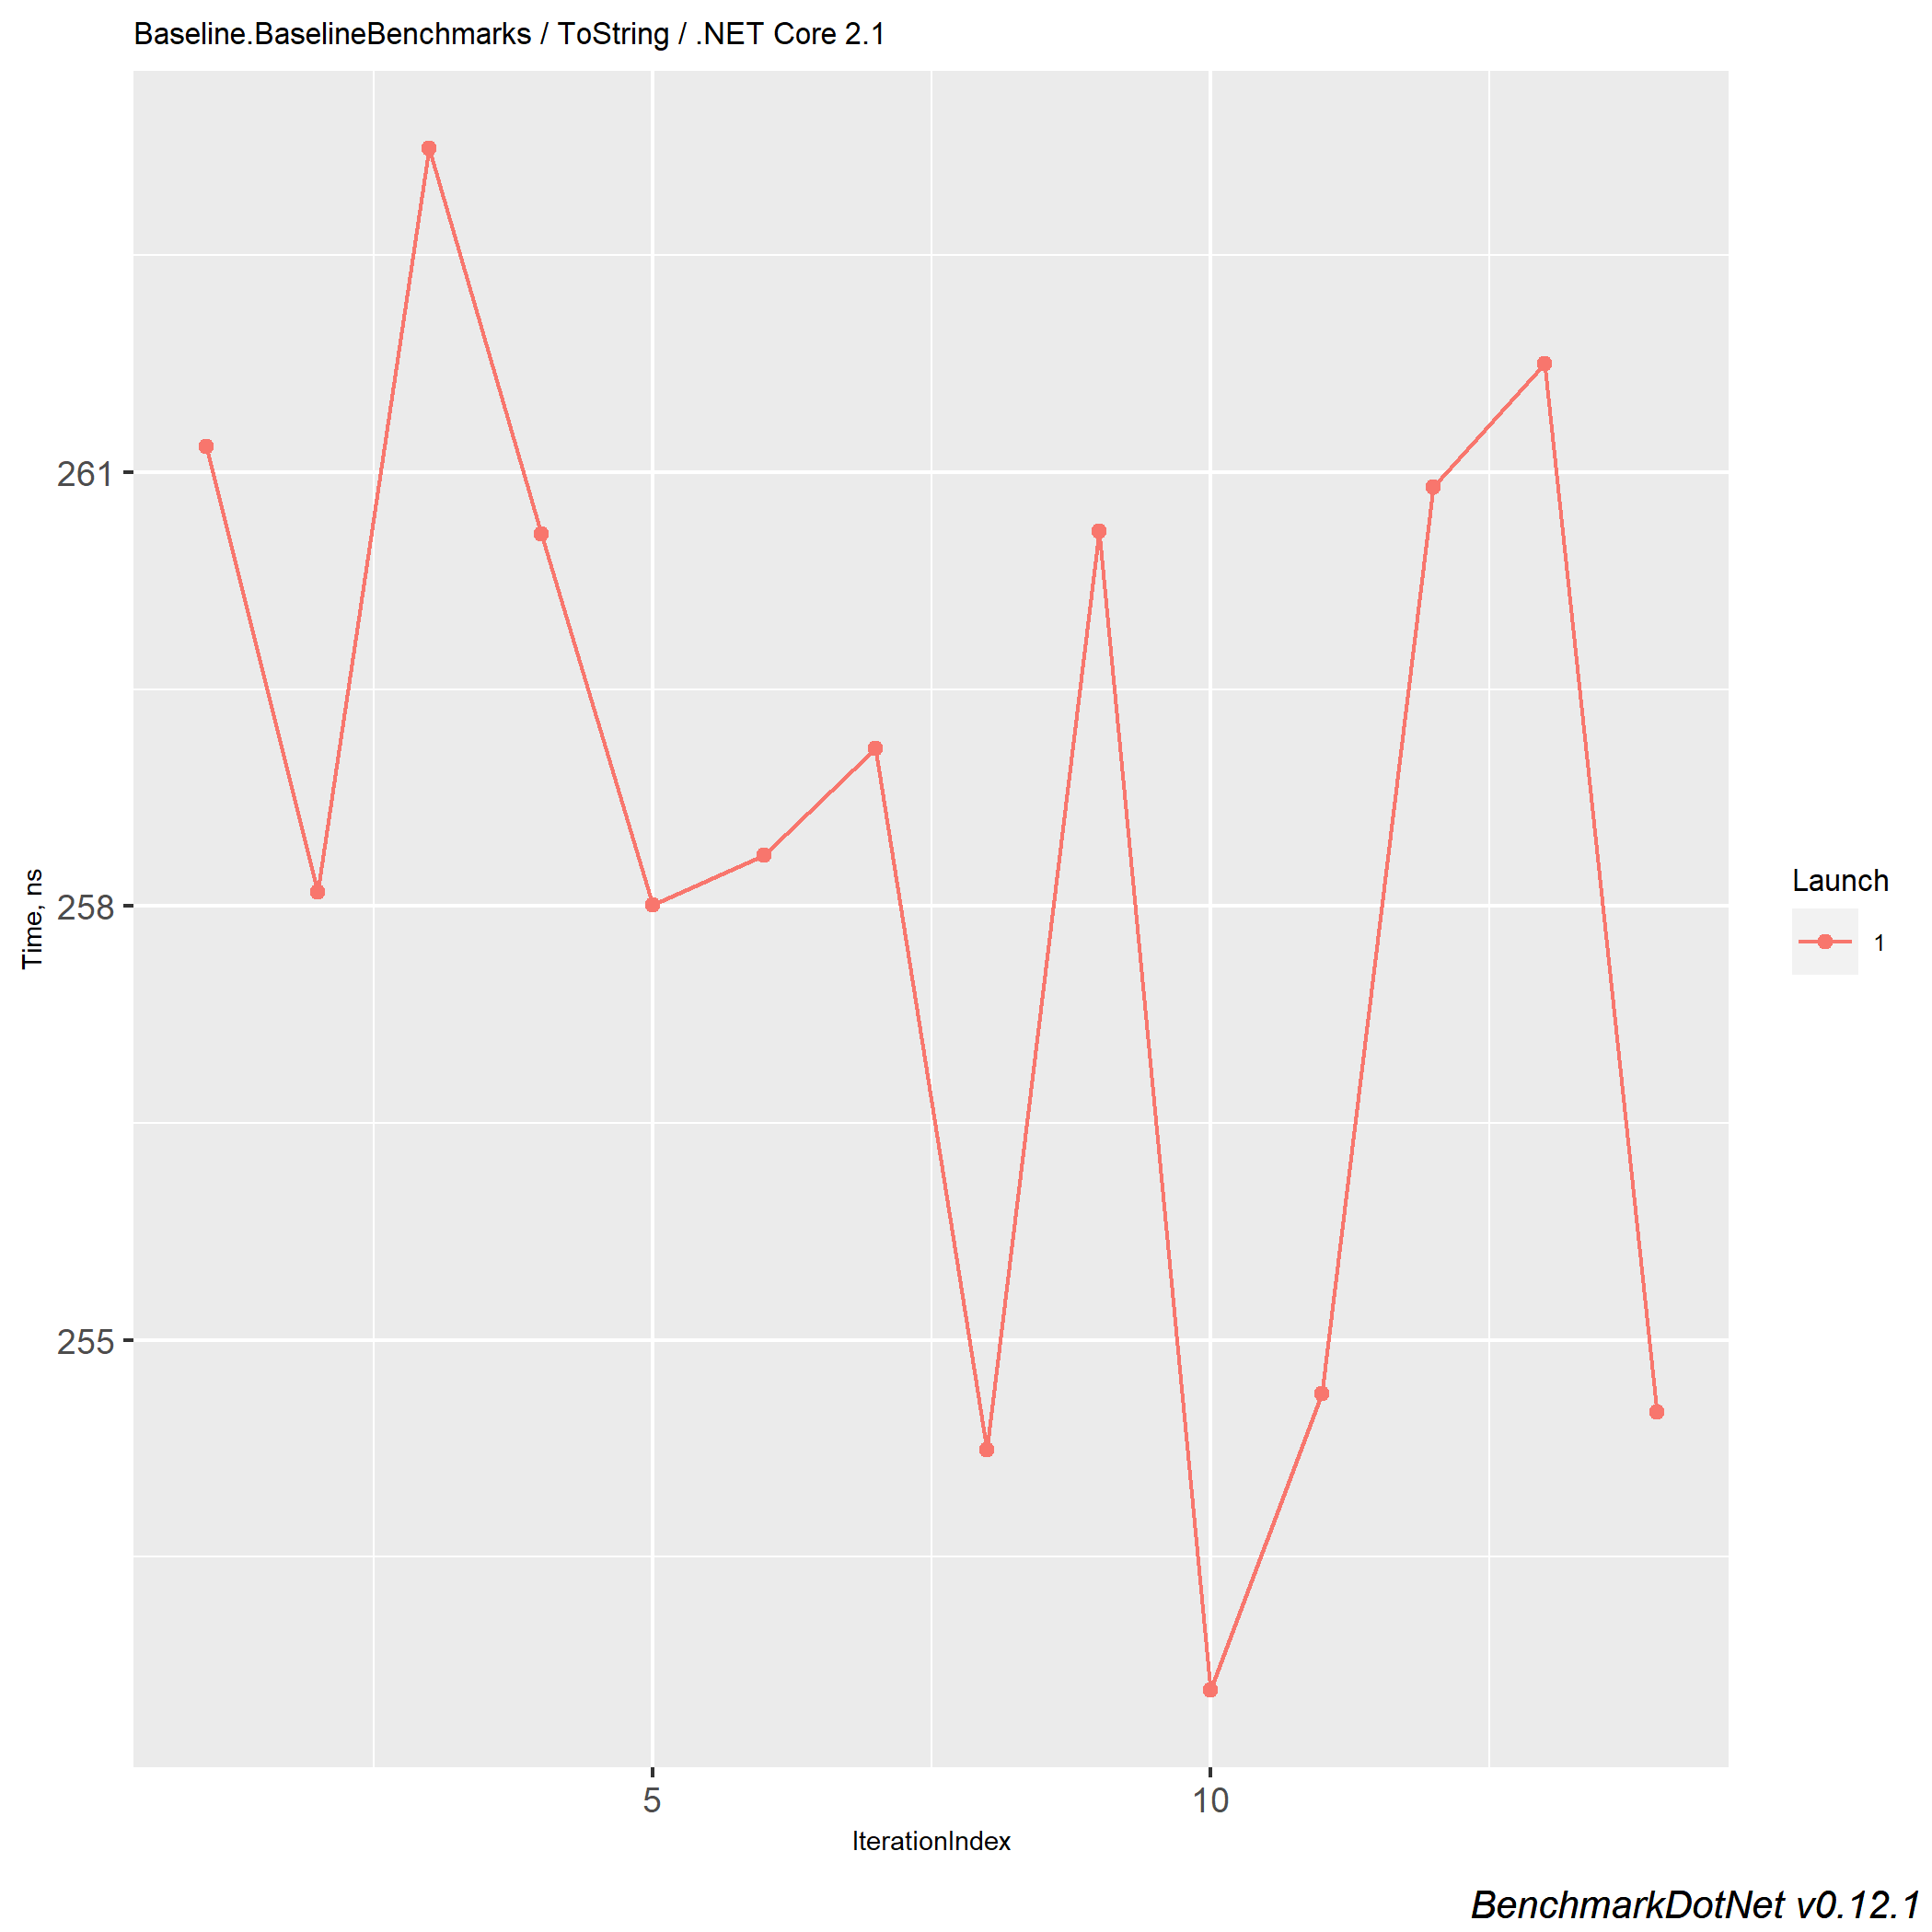 Baseline.BaselineBenchmarks / ToString / .NET Core 2.1
261
258
255
Time, ns
5
10
IterationIndex
Launch
1
BenchmarkDotNet v0.12.1